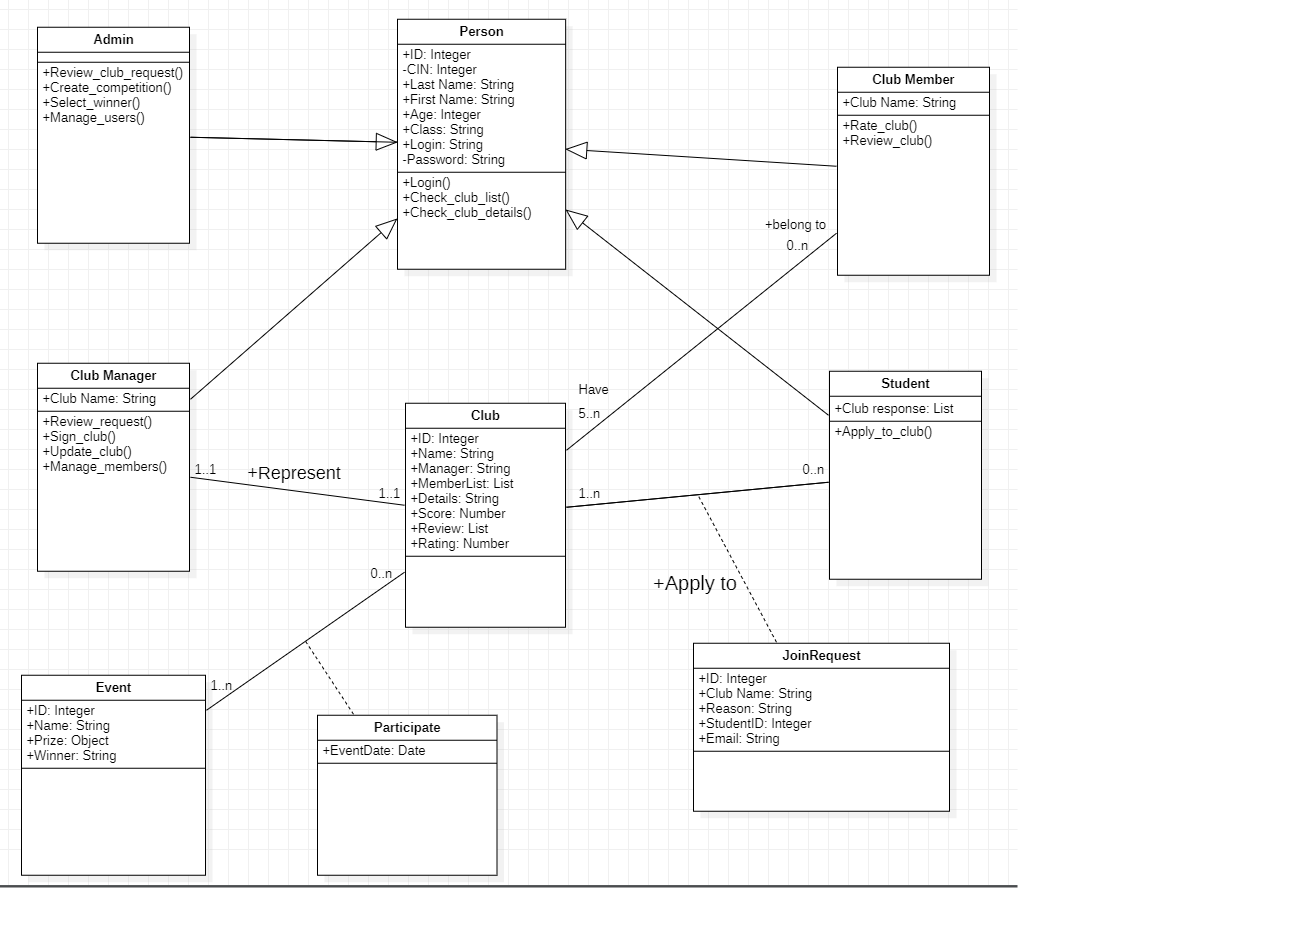 Admin
+Review_club_request()
+Create_competition()
+Select_winner()
+Manage_users()
Person
+ID: Integer
-CIN: Integer
+Last Name: String
+First Name: String
+Age: Integer
+Class: String
+Login: String
-Password: String
+Login()
+Check_club_list()
+Check_club_details()
Club Member
+Club Name: String
+Rate_club()
+Review_club()
+belong to
0..n
Club Manager
+Club Name: String
+Review_request()
+Sign_club()
+Update_club()
+Manage_members()
1..1
+Represent
1..1
Club
+ID: Integer
+Name: String
+Manager: String
+MemberList: List
+Details: String
+Score: Number
+Review: List
+Rating: Number
Have
5..n
1..n
0..n
Student
+Club response: List
+Apply_to_club()
0..n
1..n
+Apply to
Event
+ID: Integer
+Name: String
+Prize: Object
+Winner: String
Participate
+EventDate: Date
JoinRequest
+ID: Integer
+Club Name: String
+Reason: String
+StudentID: Integer
+Email: String